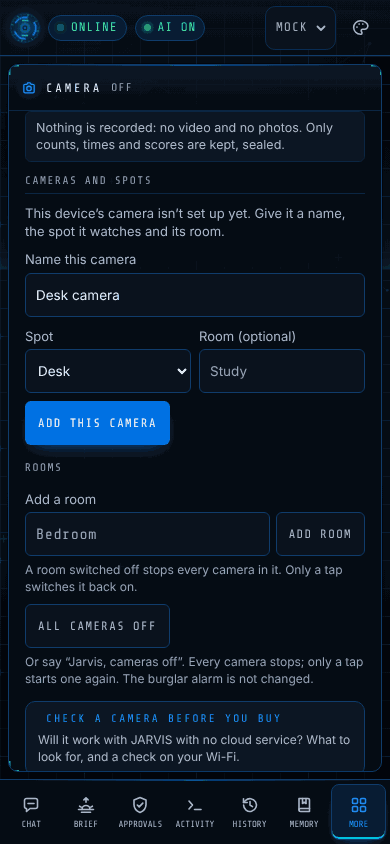 ONLINE
AI ON
MOCK
CAMERA OFF
Nothing is recorded: no video and no photos. Only
counts, times and scores are kept, sealed.
CAMERAS AND SPOTS
This device’s camera isn’t set up yet. Give it a name,
the spot it watches and its room.
Name this camera
Desk camera
Spot
Room (optional)
Desk
Study
ADD THIS CAMERA
ROOMS
Add a room
Bedroom
ADD ROOM
A room switched off stops every camera in it. Only a tap
switches it back on.
ALL CAMERAS OFF
Or say “Jarvis, cameras off”. Every camera stops; only a tap
starts one again. The burglar alarm is not changed.
CHECK A CAMERA BEFORE YOU BUY
Will it work with JARVIS with no cloud service? What to
look for, and a check on your Wi-Fi.
CHAT
BRIEF
APPROVALS
ACTIVITY
HISTORY
MEMORY
MORE